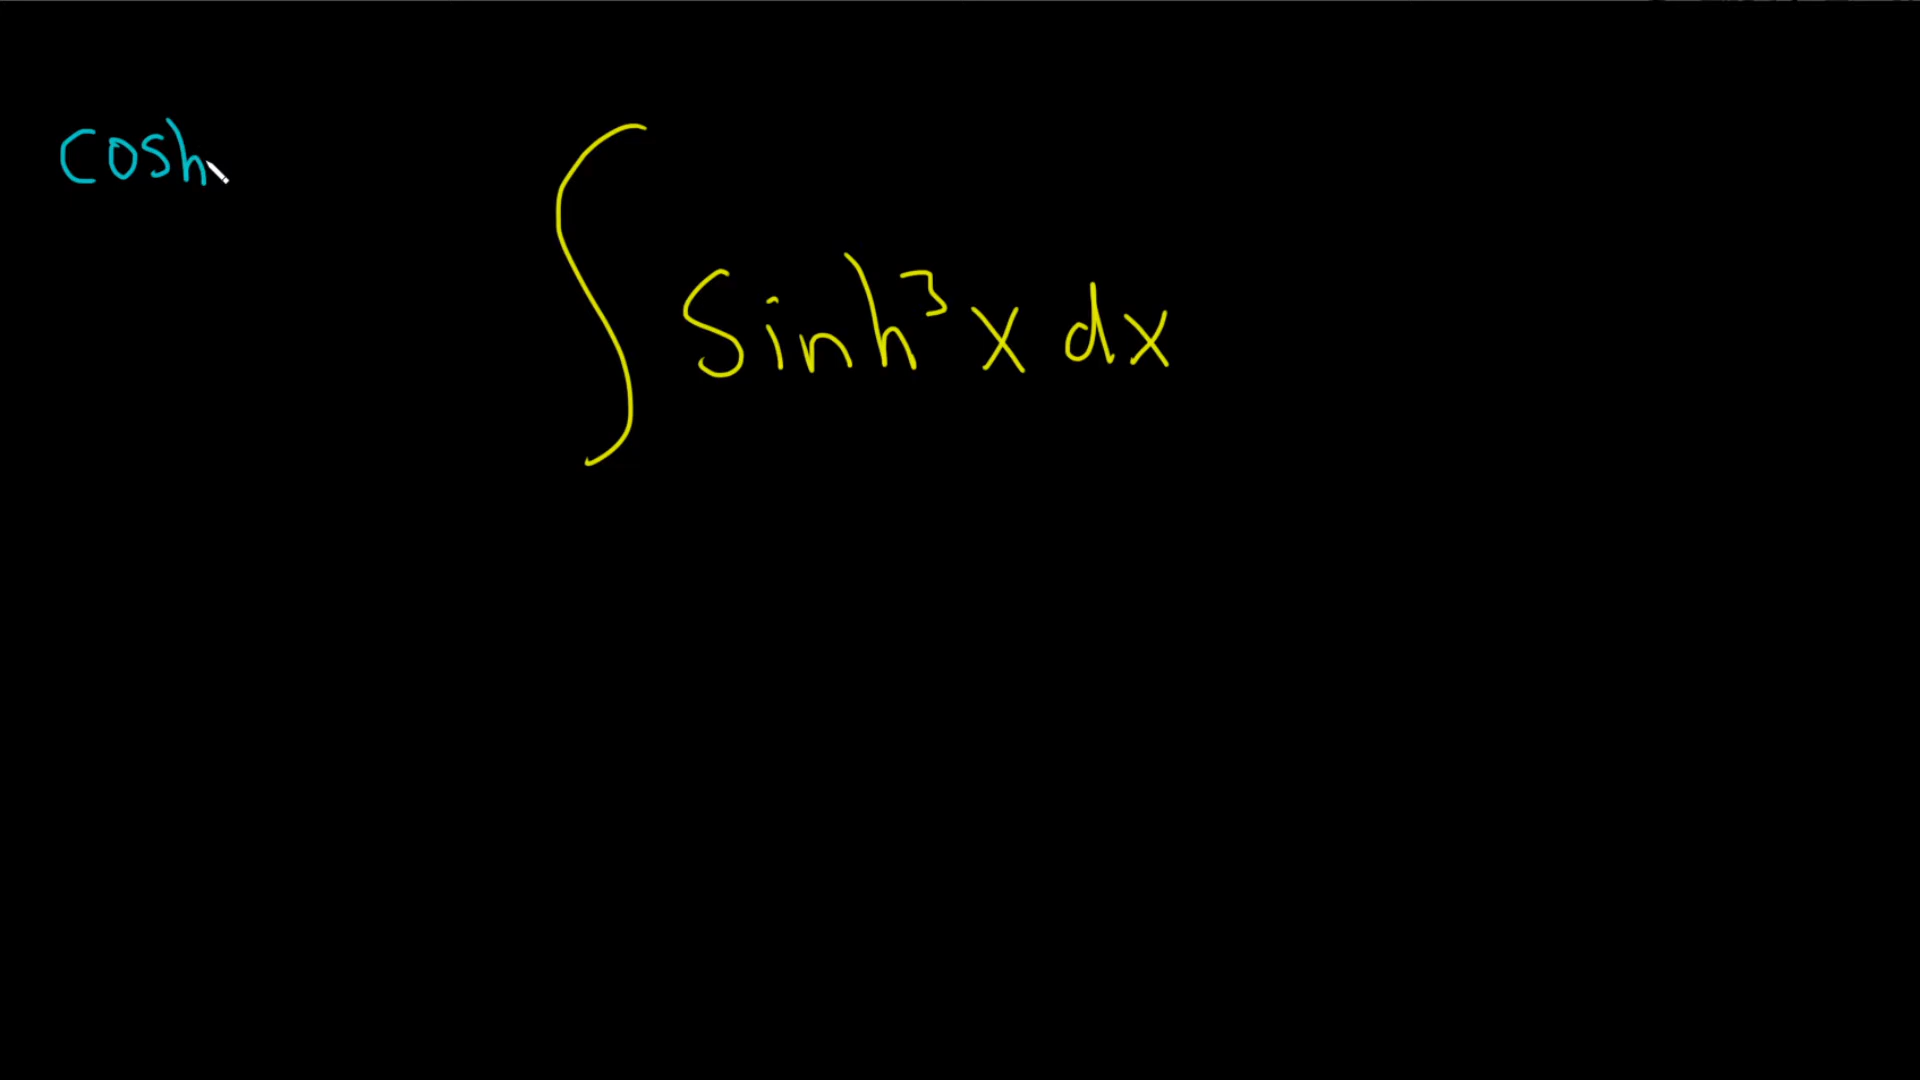 cosh
∫ sinh³x dx